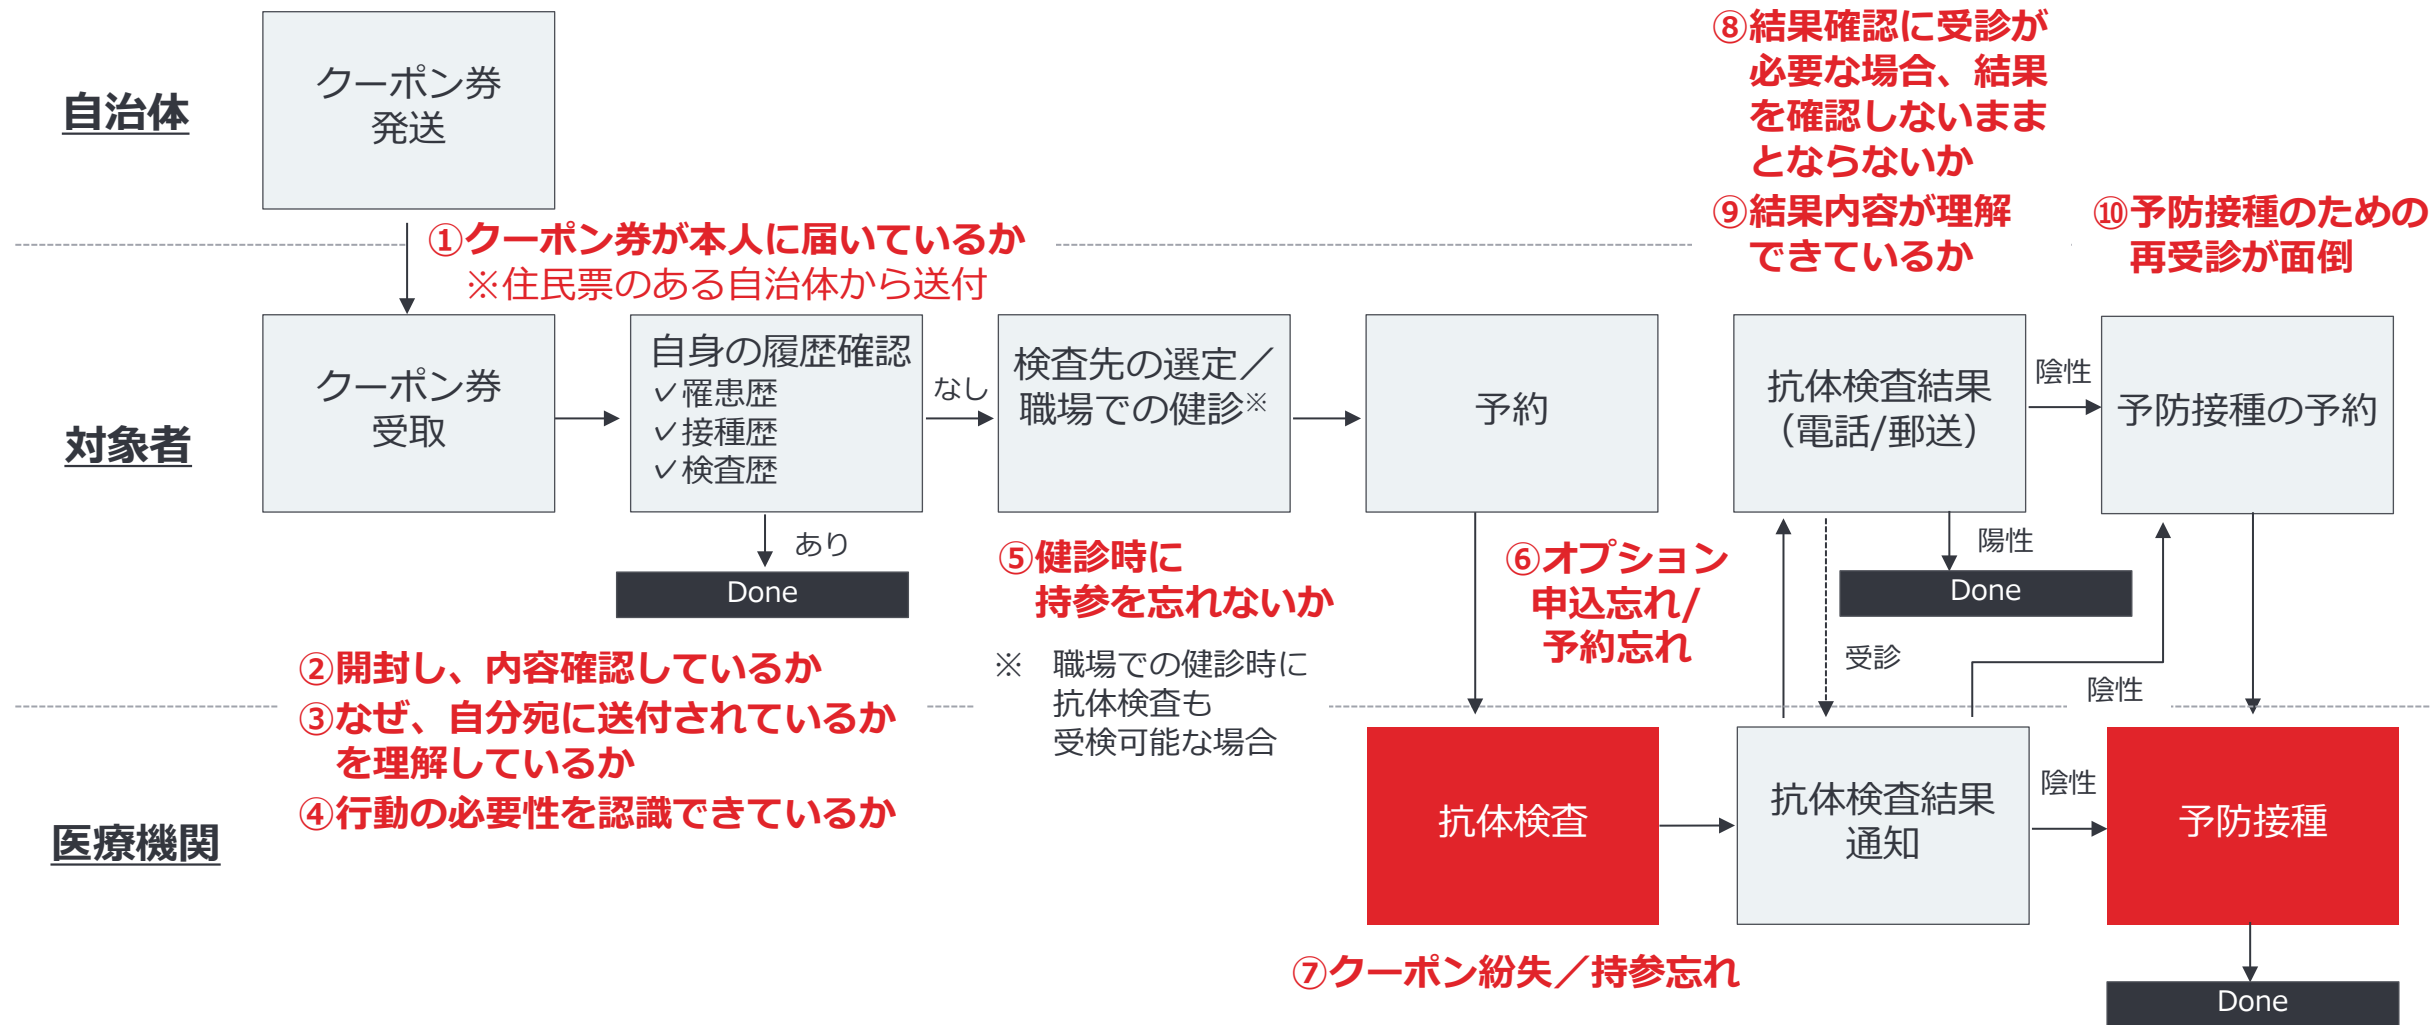 自治体
クーポン券
発送
⑧結果確認に受診が
必要な場合、結果
を確認しないまま
とならないか
⑨結果内容が理解
できているか
⑩予防接種のための
再受診が面倒
①クーポン券が本人に届いているか
※住民票のある自治体から送付
対象者
クーポン券
受取
自身の履歴確認
✓罹患歴
✓接種歴
✓検査歴
なし
検査先の選定／
職場での健診※
予約
抗体検査結果
（電話/郵送）
陰性
予防接種の予約
あり
Done
⑤健診時に
持参を忘れないか
⑥オプション
申込忘れ/
予約忘れ
陽性
Done
※ 職場での健診時に
抗体検査も
受検可能な場合
受診
陰性
②開封し、内容確認しているか
③なぜ、自分宛に送付されているか
を理解しているか
④行動の必要性を認識できているか
医療機関
抗体検査
抗体検査結果
通知
陰性
予防接種
⑦クーポン紛失／持参忘れ
Done